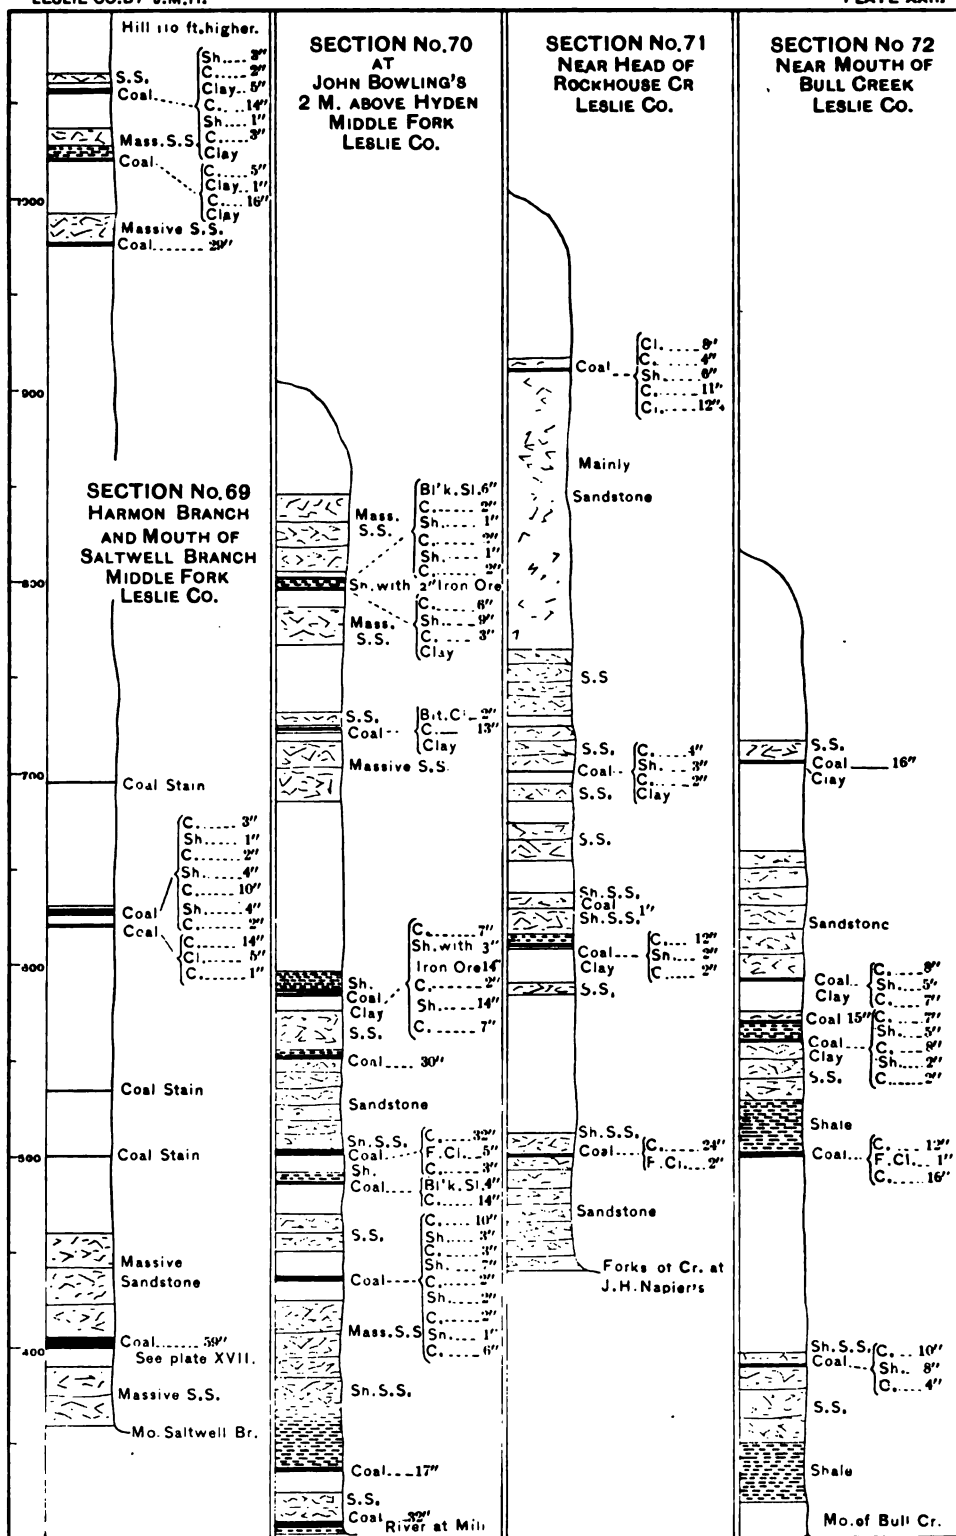 LESLIE CO. BY J.M.H.
PLATE XXII.
Hill 110 ft. higher.
S.S.
Coal
Sh.... 3"
C..... 2"
Clay.. 5"
C... 14"
Sh.... 1"
C..... 3"
Clay
Mass. S.S.
Coal
C..... 5"
Clay.. 1"
C.... 16"
Clay
1000
Massive S.S.
Coal....... 29"
900
SECTION No. 69
HARMON BRANCH
AND MOUTH OF
SALTWELL BRANCH
MIDDLE FORK
LESLIE CO.
800
700
Coal Stain
C....... 3"
Sh..... 1"
C....... 2"
Sh..... 4"
C...... 10"
Sh..... 4"
C....... 2"
Coal
Coal
C...... 14"
Cl...... 5"
C....... 1"
600
Coal Stain
500
Coal Stain
Massive
Sandstone
400
Coal...... 59"
See plate XVII.
Massive S.S.
Mo. Saltwell Br.
SECTION No. 70
AT
JOHN BOWLING'S
2 M. ABOVE HYDEN
MIDDLE FORK
LESLIE CO.
Mass.
S.S.
Bl'k. Sl. 6"
C..... 2"
Sh.... 1"
C..... 2"
Sh.... 1"
C..... 2"
Sh. with 2" Iron Ore
C..... 6"
Sh.... 9"
C..... 3"
Clay
Mass.
S.S.
S.S.
Coal
Bit. Cl. 2"
C.... 13"
Clay
Massive S.S.
C...... 7"
Sh. with 3"
Iron Ore 14"
C...... 2"
Sh.... 14"
C...... 7"
Sh.
Coal
Clay
S.S.
Coal.... 30"
Sandstone
Sh. S.S.
Coal
C..... 32"
F. Cl... 5"
C...... 3"
Sh.
Coal....
Bl'k. Sl. 4"
C..... 14"
S.S.
C..... 10"
Sh.... 3"
C..... 3"
Sh.... 7"
Coal
C..... 2"
Sh.... 2"
C..... 2"
Sh.... 1"
C..... 6"
Mass. S.S.
Sh. S.S.
Coal...17"
S.S.
Coal...32"
River at Mill
SECTION No. 71
NEAR HEAD OF
ROCKHOUSE CR
LESLIE CO.
Coal
Cl...... 8"
C....... 4"
Sh..... 6"
C..... 11"
Cl.... 12"
Mainly
Sandstone
S.S
S.S.
Coal
S.S.
C...... 4"
Sh.... 3"
C...... 2"
Clay
S.S.
Sh. S.S.
Coal
Sh. S.S. 1"
Coal
Clay
C.... 12"
Sh... 2"
C..... 2"
S.S.
Sh. S.S.
Coal
C..... 24"
F. Cl... 2"
Sandstone
Forks of Cr. at
J.H. Napier's
SECTION No 72
NEAR MOUTH OF
BULL CREEK
LESLIE CO.
S.S.
Coal 16"
Clay
Sandstone
Coal
Clay
C..... 8"
Sh.... 5"
C..... 7"
Coal 15"
Coal
Clay
C..... 7"
Sh.... 5"
C..... 8"
Sh.... 2"
C..... 2"
S.S.
Shale
Coal
C..... 12"
F. Cl... 1"
C.... 16"
Sh. S.S.
Coal
C.... 10"
Sh.. 8"
C.... 4"
S.S.
Shale
Mo. of Bull Cr.